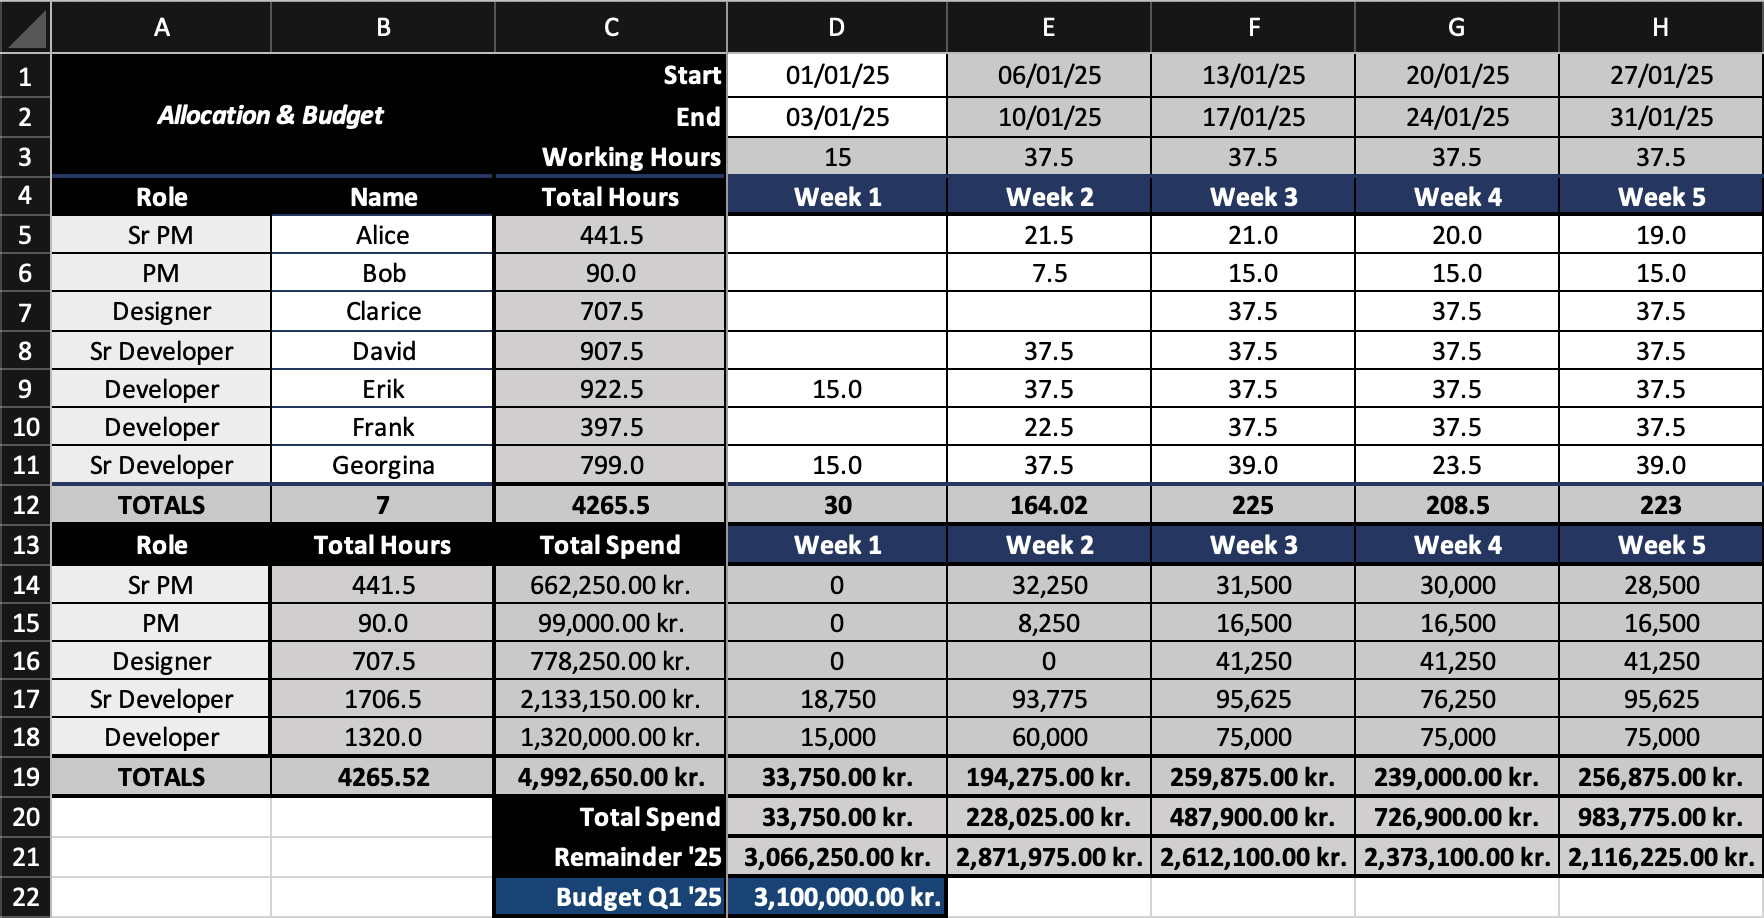 A B C D E F G H
1 Start 01/01/25 06/01/25 13/01/25 20/01/25 27/01/25
Allocation & Budget
2 End 03/01/25 10/01/25 17/01/25 24/01/25 31/01/25
3 Working Hours 15 37.5 37.5 37.5 37.5
4 Role Name Total Hours Week 1 Week 2 Week 3 Week 4 Week 5
5 Sr PM Alice 441.5 21.5 21.0 20.0 19.0
6 PM Bob 90.0 7.5 15.0 15.0 15.0
7 Designer Clarice 707.5 37.5 37.5 37.5
8 Sr Developer David 907.5 37.5 37.5 37.5 37.5
9 Developer Erik 922.5 15.0 37.5 37.5 37.5 37.5
10 Developer Frank 397.5 22.5 37.5 37.5 37.5
11 Sr Developer Georgina 799.0 15.0 37.5 39.0 23.5 39.0
12 TOTALS 7 4265.5 30 164.02 225 208.5 223
13 Role Total Hours Total Spend Week 1 Week 2 Week 3 Week 4 Week 5
14 Sr PM 441.5 662,250.00 kr. 0 32,250 31,500 30,000 28,500
15 PM 90.0 99,000.00 kr. 0 8,250 16,500 16,500 16,500
16 Designer 707.5 778,250.00 kr. 0 0 41,250 41,250 41,250
17 Sr Developer 1706.5 2,133,150.00 kr. 18,750 93,775 95,625 76,250 95,625
18 Developer 1320.0 1,320,000.00 kr. 15,000 60,000 75,000 75,000 75,000
19 TOTALS 4265.52 4,992,650.00 kr. 33,750.00 kr. 194,275.00 kr. 259,875.00 kr. 239,000.00 kr. 256,875.00 kr.
20 Total Spend 33,750.00 kr. 228,025.00 kr. 487,900.00 kr. 726,900.00 kr. 983,775.00 kr.
21 Remainder '25 3,066,250.00 kr. 2,871,975.00 kr. 2,612,100.00 kr. 2,373,100.00 kr. 2,116,225.00 kr.
22 Budget Q1 '25 3,100,000.00 kr.